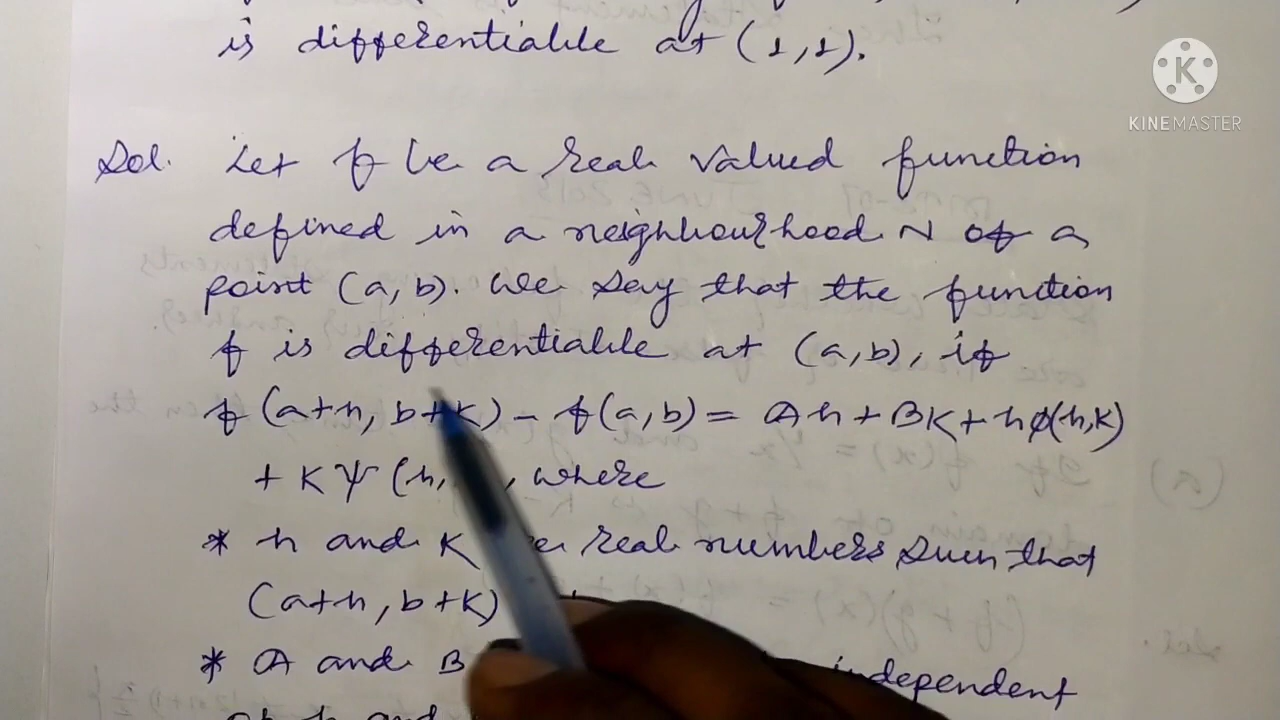 is differentiable at (1,1).
KINEMASTER
Sol. Let f be a real valued function
defined in a neighbourhood N of a
point (a, b). We say that the function
f is differentiable at (a, b), if
f (a+h, b+k) - f(a, b) = Ah + BK + hϕ(h,k)
+ Kψ (h, , where
* h and K real numbers such that
(a+h, b+k)
* A and B independent
of h and